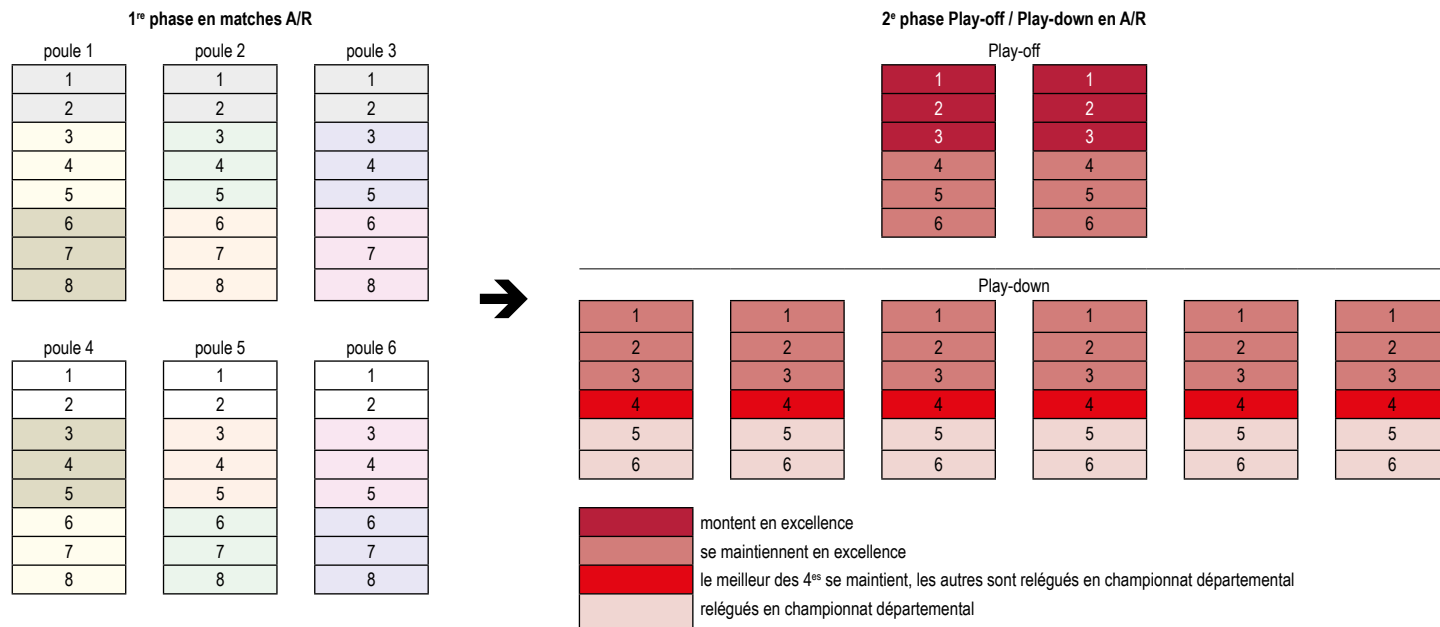 1re phase en matches A/R
poule 1 poule 2 poule 3
1 1 1
2 2 2
3 3 3
4 4 4
5 5 5
6 6 6
7 7 7
8 8 8
poule 4 poule 5 poule 6
1 1 1
2 2 2
3 3 3
4 4 4
5 5 5
6 6 6
7 7 7
8 8 8
2e phase Play-off / Play-down en A/R
Play-off
1 1
2 2
3 3
4 4
5 5
6 6
Play-down
1 1 1 1 1 1
2 2 2 2 2 2
3 3 3 3 3 3
4 4 4 4 4 4
5 5 5 5 5 5
6 6 6 6 6 6
montent en excellence
se maintiennent en excellence
le meilleur des 4es se maintient, les autres sont relégués en championnat départemental
relégués en championnat départemental